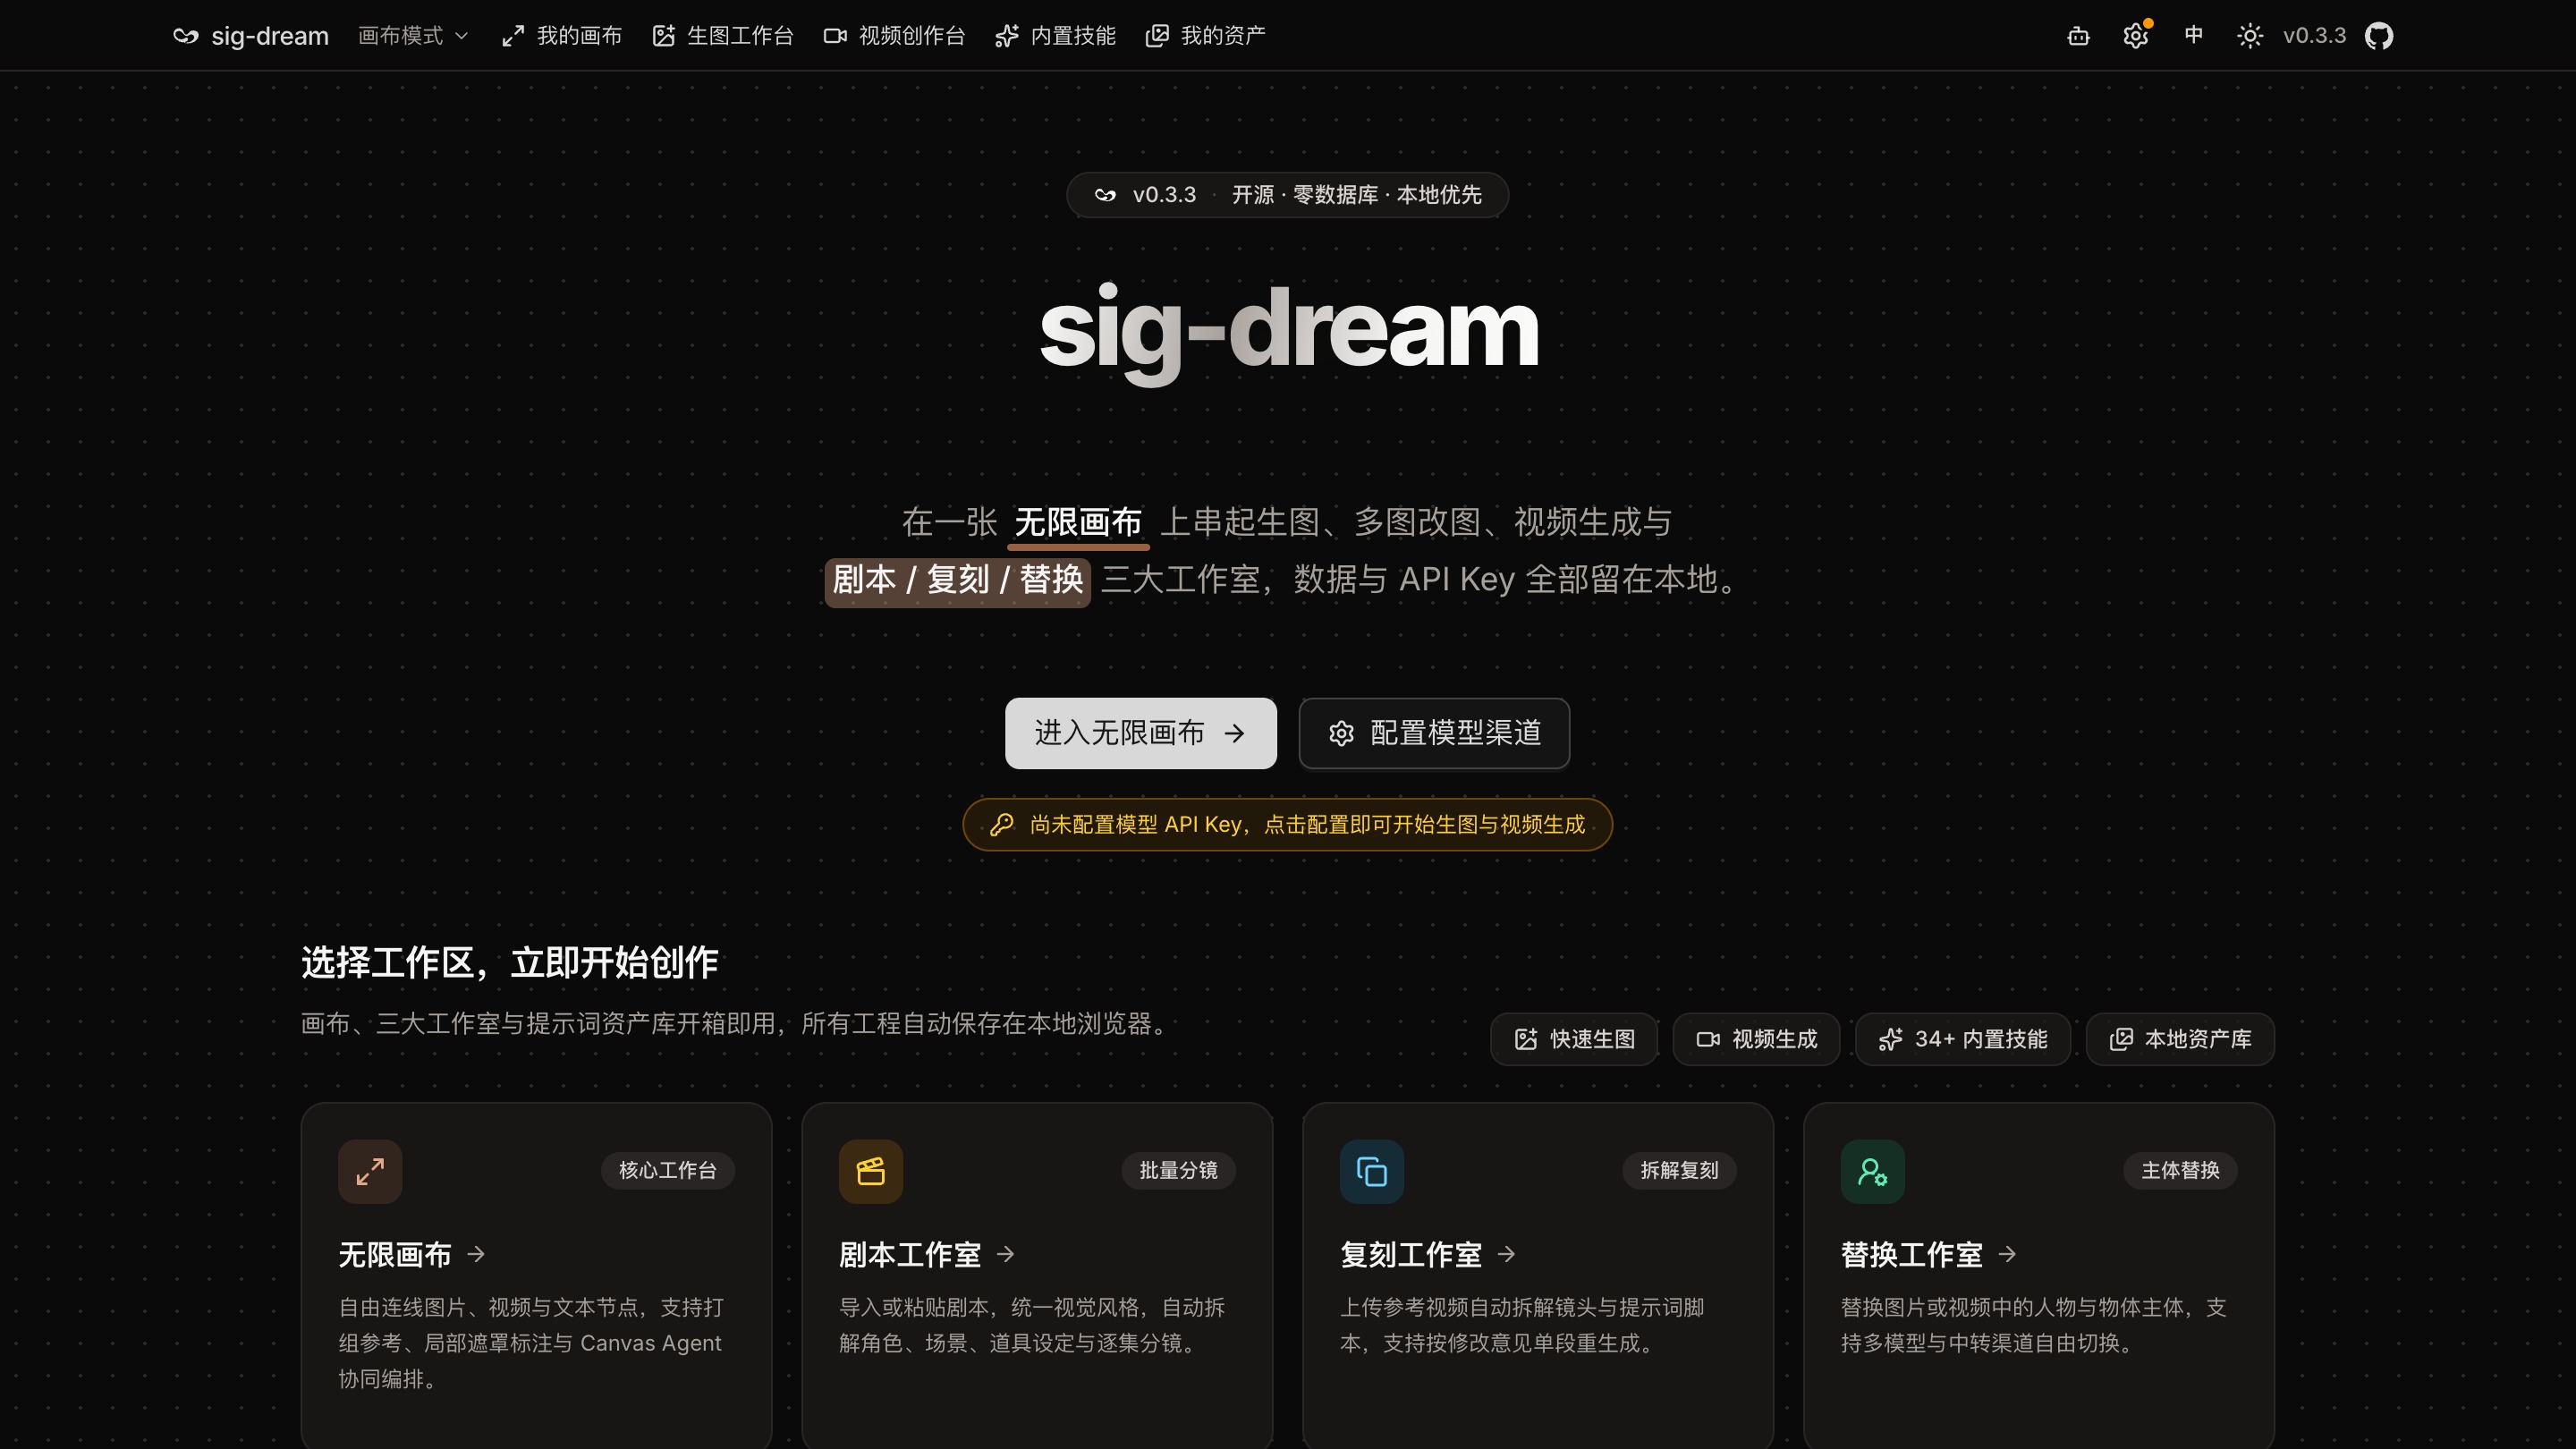 sig-dream 画布模式 我的画布 生图工作台 视频创作台 内置技能 我的资产 中 v0.3.3
v0.3.3 · 开源 · 零数据库 · 本地优先
sig-dream
在一张 无限画布 上串起生图、多图改图、视频生成与
剧本 / 复刻 / 替换 三大工作室，数据与 API Key 全部留在本地。
进入无限画布 → 配置模型渠道
尚未配置模型 API Key，点击配置即可开始生图与视频生成
选择工作区，立即开始创作
画布、三大工作室与提示词资产库开箱即用，所有工程自动保存在本地浏览器。
快速生图 视频生成 34+ 内置技能 本地资产库
核心工作台
无限画布 →
自由连线图片、视频与文本节点，支持打
组参考、局部遮罩标注与 Canvas Agent
协同编排。
批量分镜
剧本工作室 →
导入或粘贴剧本，统一视觉风格，自动拆
解角色、场景、道具设定与逐集分镜。
拆解复刻
复刻工作室 →
上传参考视频自动拆解镜头与提示词脚
本，支持按修改意见单段重生成。
主体替换
替换工作室 →
替换图片或视频中的人物与物体主体，支
持多模型与中转渠道自由切换。